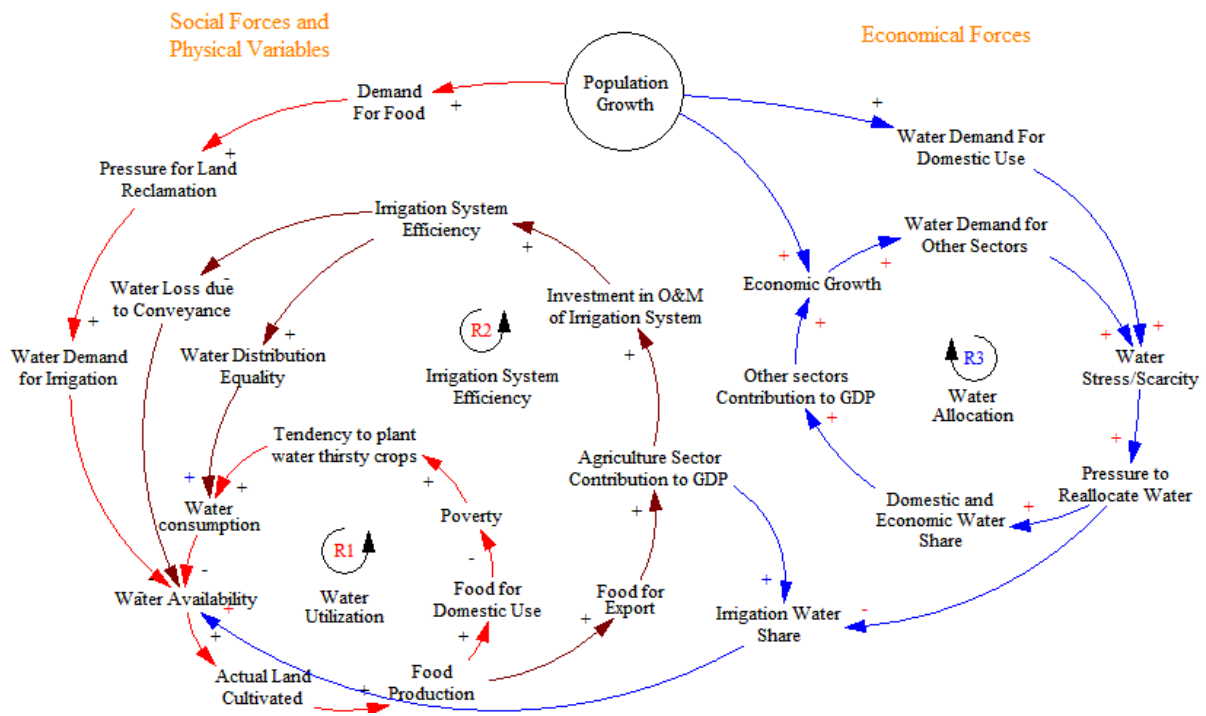 Social Forces and
Physical Variables
Economical Forces
Population
Growth
Demand
For Food
+
+
Water Demand For
Domestic Use
+
Pressure for Land
Reclamation
Irrigation System
Efficiency
+
Water Demand for
Other Sectors
+
+
Economic Growth
-
Water Loss due
to Conveyance
Investment in O&M
of Irrigation System
+
+
R2
+
+
+
+
Water Demand
for Irrigation
Water Distribution
Equality
Irrigation System
Efficiency
R3
Water
Allocation
Water
Stress/Scarcity
Other sectors
Contribution to GDP
+
+
Tendency to plant
water thirsty crops
Agriculture Sector
Contribution to GDP
Pressure to
Reallocate Water
+
+
+
Water
consumption
Poverty
+
Domestic and
Economic Water
Share
+
R1
Water
Utilization
-
-
-
Food for
Domestic Use
Food for
Export
+
Irrigation Water
Share
-
Water Availability
+
+
+
+
Actual Land
Cultivated
+
Food
Production